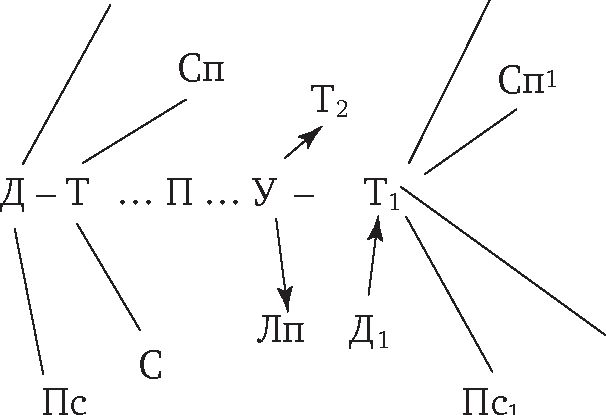 Сп
Сп¹
Т₂
Д – Т ... П ... У – Т₁
Лп Д₁
С
Пс Пс₁